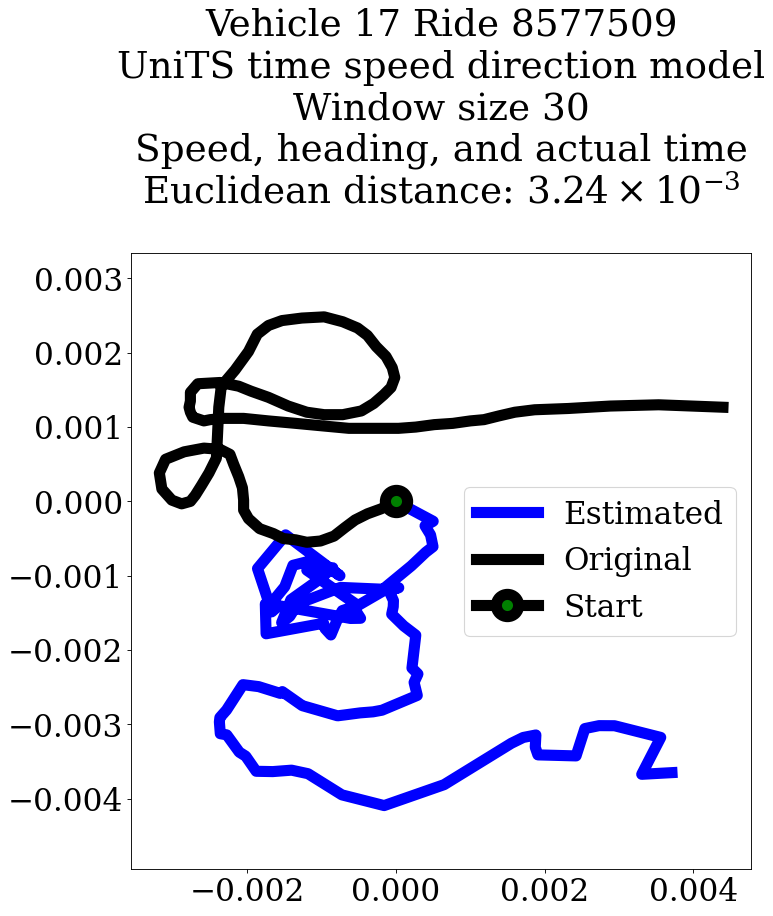 Vehicle 17 Ride 8577509
UniTS time speed direction model
Window size 30
Speed, heading, and actual time
Euclidean distance: 3.24 × 10⁻³
0.003
0.002
0.001
0.000
−0.001
−0.002
−0.003
−0.004
Estimated
Original
Start
−0.002 0.000 0.002 0.004